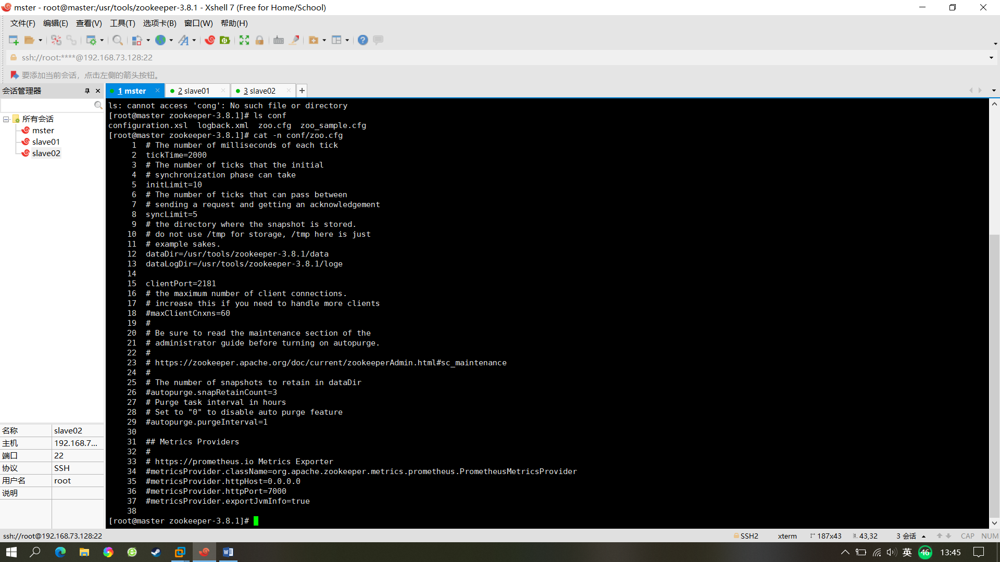 mster - root@master:/usr/tools/zookeeper-3.8.1 - Xshell 7 (Free for Home/School)
文件(F) 编辑(E) 查看(V) 工具(T) 选项卡(B) 窗口(W) 帮助(H)
ssh://root:****@192.168.73.128:22
要添加当前会话，点击左侧的箭头按钮。
会话管理器
1 mster
2 slave01
3 slave02
所有会话
mster
slave01
slave02
名称 slave02
主机 192.168.7...
端口 22
协议 SSH
用户名 root
说明
ls: cannot access 'cong': No such file or directory
[root@master zookeeper-3.8.1]# ls conf
configuration.xsl  logback.xml  zoo.cfg  zoo_sample.cfg
[root@master zookeeper-3.8.1]# cat -n conf/zoo.cfg
1  # The number of milliseconds of each tick
2  tickTime=2000
3  # The number of ticks that the initial
4  # synchronization phase can take
5  initLimit=10
6  # The number of ticks that can pass between
7  # sending a request and getting an acknowledgement
8  syncLimit=5
9  # the directory where the snapshot is stored.
10  # do not use /tmp for storage, /tmp here is just
11  # example sakes.
12  dataDir=/usr/tools/zookeeper-3.8.1/data
13  dataLogDir=/usr/tools/zookeeper-3.8.1/loge
14
15  clientPort=2181
16  # the maximum number of client connections.
17  # increase this if you need to handle more clients
18  #maxClientCnxns=60
19  #
20  # Be sure to read the maintenance section of the
21  # administrator guide before turning on autopurge.
22  #
23  # https://zookeeper.apache.org/doc/current/zookeeperAdmin.html#sc_maintenance
24  #
25  # The number of snapshots to retain in dataDir
26  #autopurge.snapRetainCount=3
27  # Purge task interval in hours
28  # Set to "0" to disable auto purge feature
29  #autopurge.purgeInterval=1
30
31  ## Metrics Providers
32  #
33  # https://prometheus.io Metrics Exporter
34  #metricsProvider.className=org.apache.zookeeper.metrics.prometheus.PrometheusMetricsProvider
35  #metricsProvider.httpHost=0.0.0.0
36  #metricsProvider.httpPort=7000
37  #metricsProvider.exportJvmInfo=true
38
[root@master zookeeper-3.8.1]#
ssh://root@192.168.73.128:22 SSH2 xterm 187x43 43,32 3 会话 CAP NUM
英 46 13:45